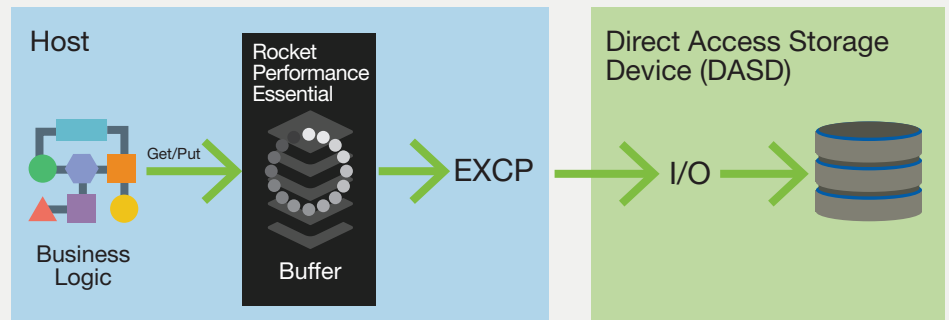 Host
Rocket
Performance
Essential
Get/Put
Business
Logic
Buffer
EXCP
Direct Access Storage
Device (DASD)
I/O